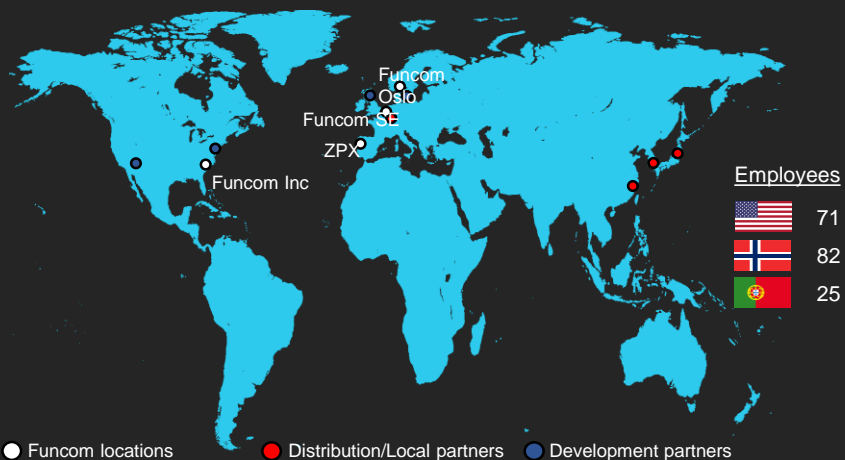 Funcom
Oslo
Funcom SE
ZPX
Funcom Inc
Employees
71
82
25
Funcom locations
Distribution/Local partners
Development partners